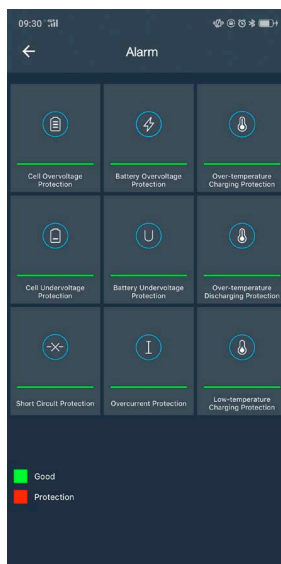 09:30
Alarm
Cell Overvoltage
Protection
Battery Overvoltage
Protection
Over-temperature
Charging Protection
Cell Undervoltage
Protection
Battery Undervoltage
Protection
Over-temperature
Discharging Protection
Short Circuit Protection
Overcurrent Protection
Low-temperature
Charging Protection
Good
Protection